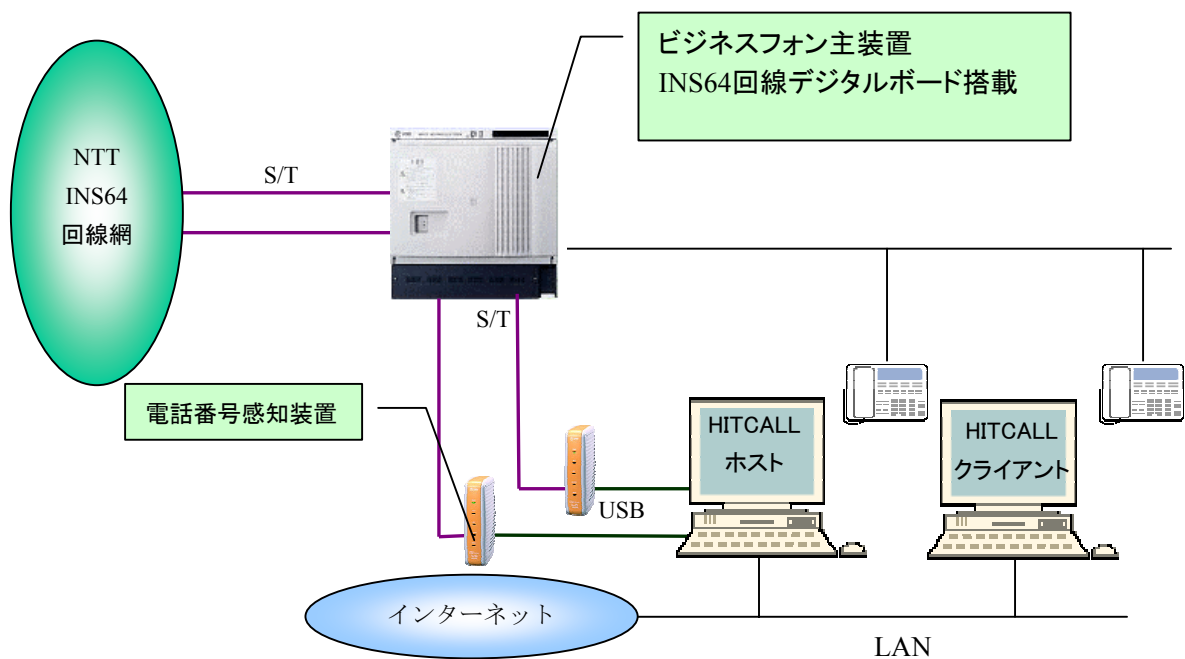 ビジネスフォン主装置
INS64回線デジタルボード搭載
NTT
INS64
回線網
S/T
S/T
電話番号感知装置
HITCALL
ホスト
HITCALL
クライアント
USB
インターネット
LAN